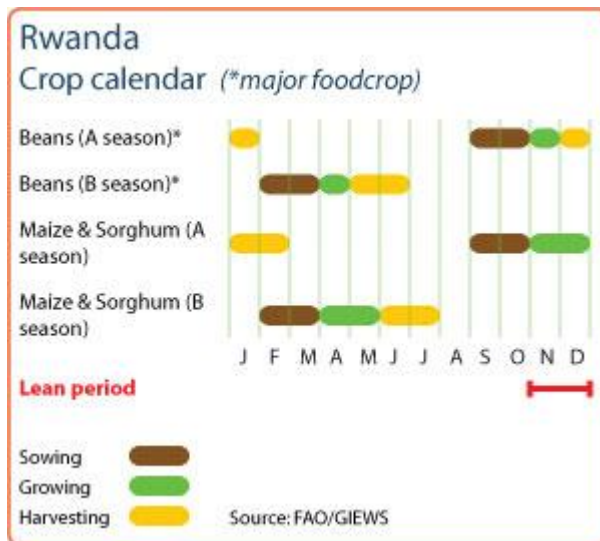 Rwanda
Crop calendar (*major foodcrop)
Beans (A season)*
Beans (B season)*
Maize & Sorghum (A
season)
Maize & Sorghum (B
season)
J F M A M J J A S O N D
Lean period
Sowing
Growing
Harvesting Source: FAO/GIEWS